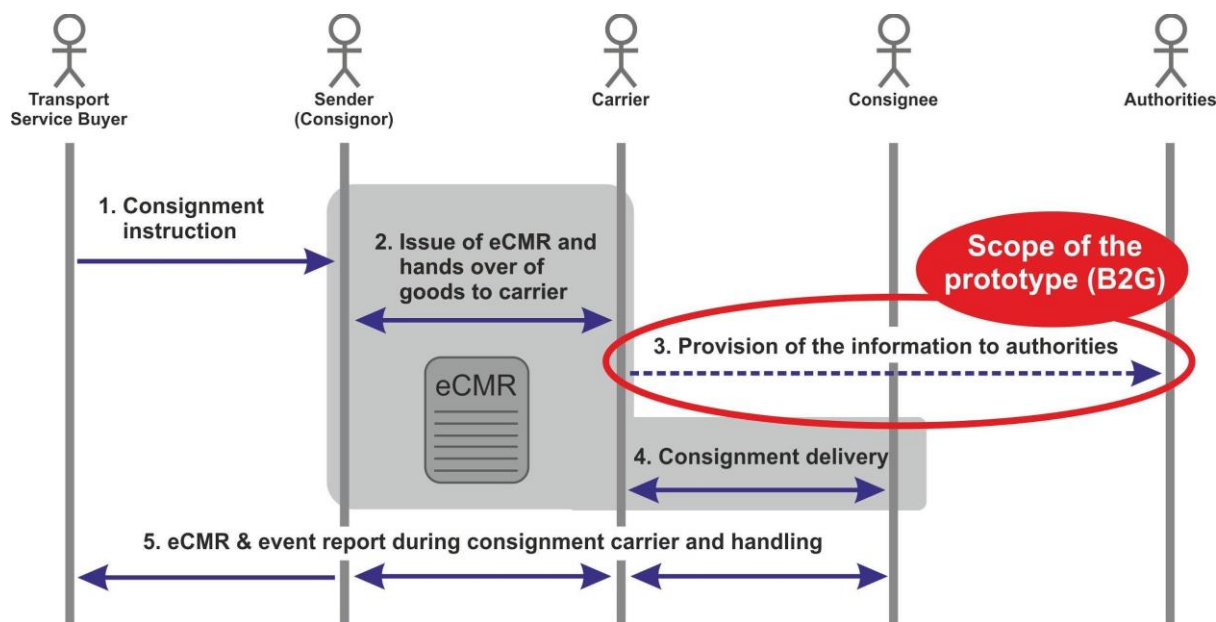 Transport
Service Buyer
Sender
(Consignor)
Carrier
Consignee
Authorities
1. Consignment
instruction
2. Issue of eCMR and
hands over of
goods to carrier
Scope of the
prototype (B2G)
3. Provision of the information to authorities
eCMR
4. Consignment delivery
5. eCMR & event report during consignment carrier and handling